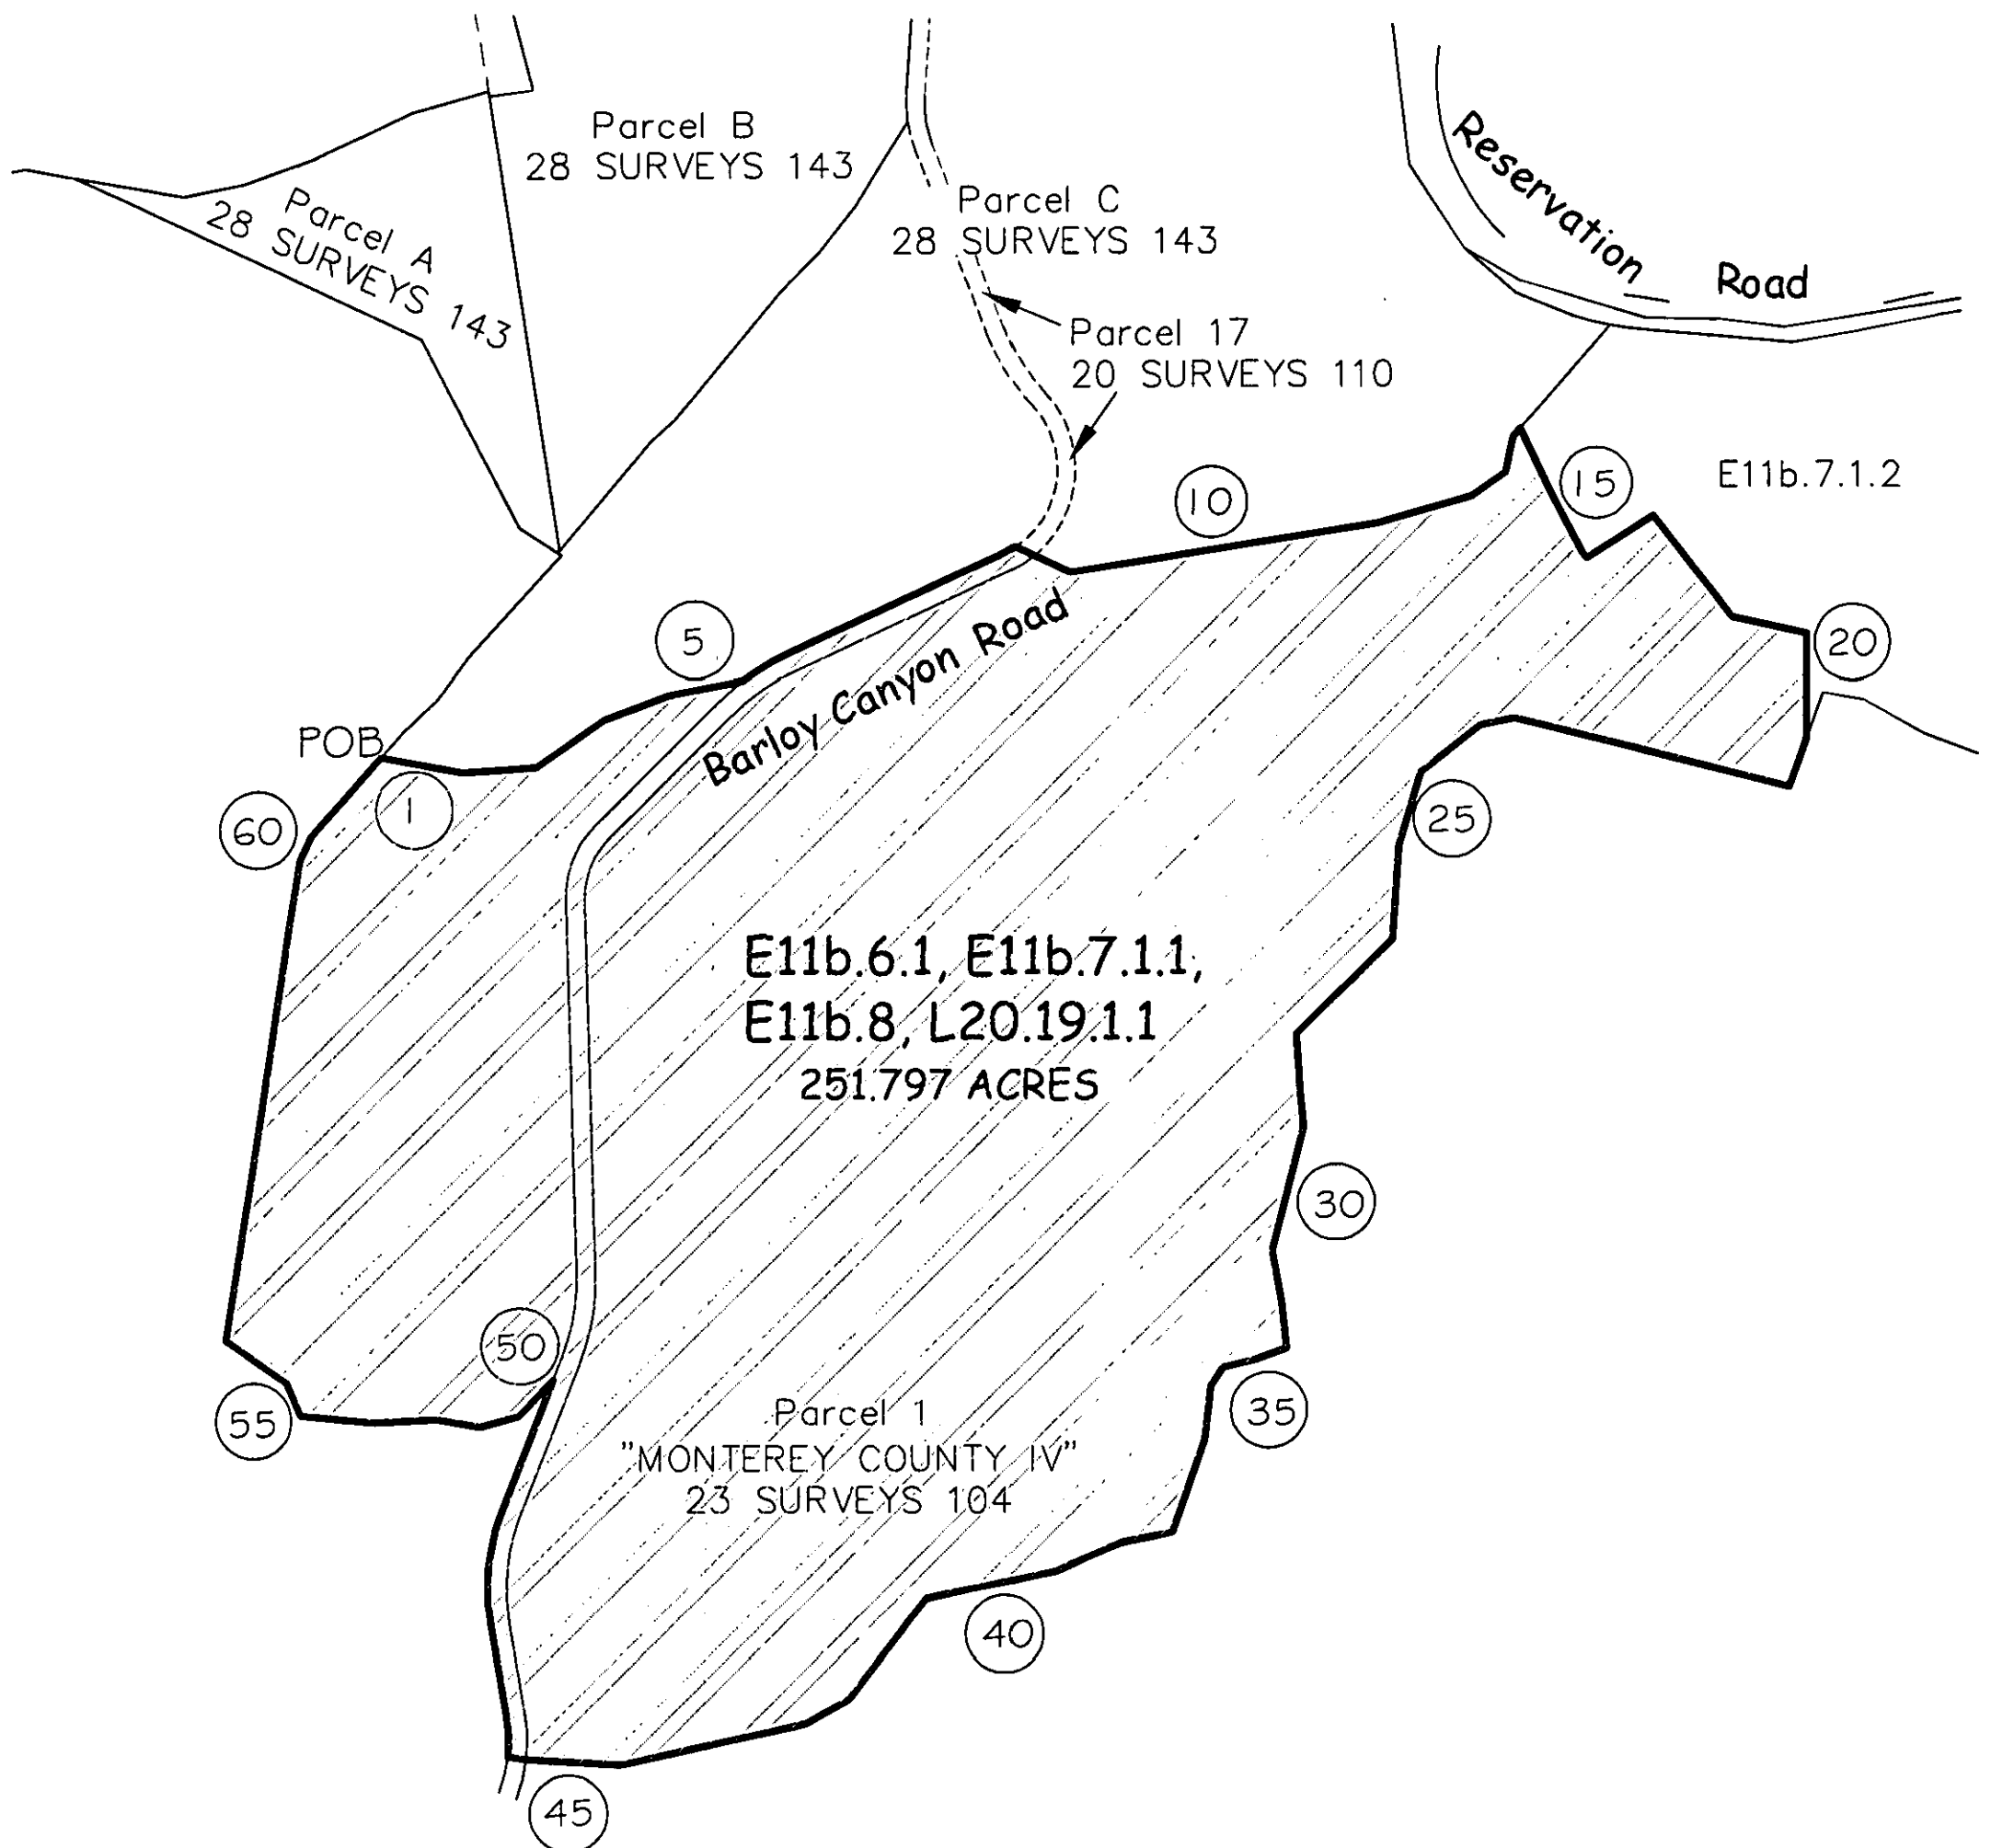 Parcel B
28 SURVEYS 143
Parcel A
28 SURVEYS 143
Parcel C
28 SURVEYS 143
Reservation Road
Parcel 17
20 SURVEYS 110
E11b.7.1.2
15
10
20
5
Barloy Canyon Road
POB
1
60
25
E11b.6.1, E11b.7.1.1,
E11b.8, L20.19.1.1
251.797 ACRES
30
50
55
35
Parcel 1
"MONTEREY COUNTY IV"
23 SURVEYS 104
40
45